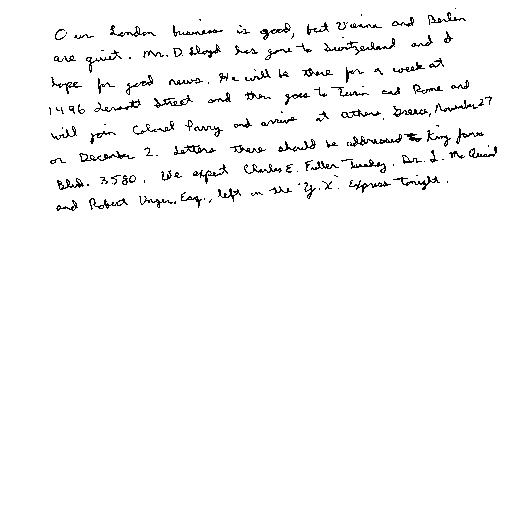 Our London business is good, but Vienna and Berlin
are quiet. Mr. D. Lloyd has gone to Switzerland and I
hope for good news. He will be there for a week at
1496 Zermott Street and then goes to Turin and Rome and
will join Colonel Parry and arrive at Athens, Greece, November 27
or December 2. Letters there should be addressed to King James
Blvd. 3580. We expect Charles E. Fuller Tuesday. Dr. L. McQuaid
and Robert Unger, Esq., left on the "Y.X." Express tonight.